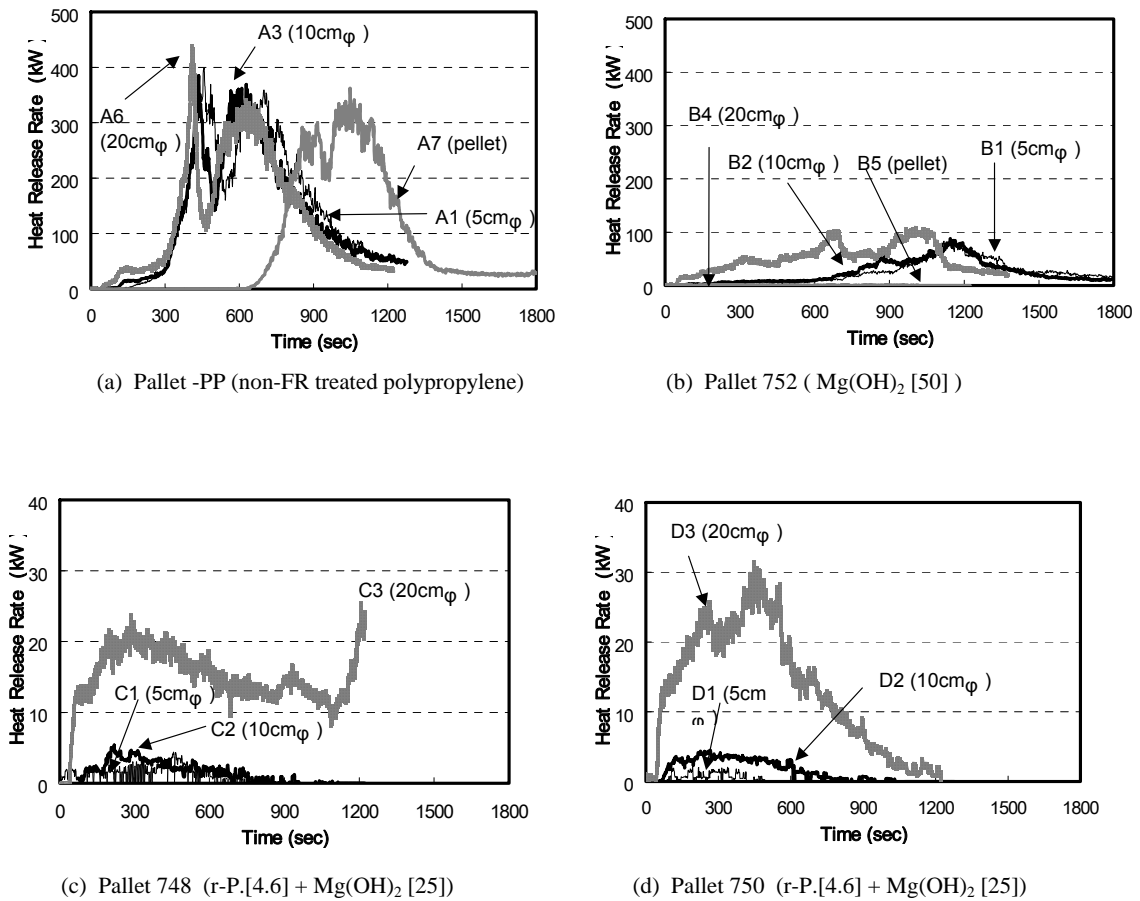 Heat Release Rate (kW )
500
400
300
200
100
0
A3 (10cmφ )
A6
(20cmφ )
A7 (pellet)
A1 (5cmφ )
0 300 600 900 1200 1500 1800
Time (sec)
(a) Pallet -PP (non-FR treated polypropylene)
Heat Release Rate (kW )
500
400
300
200
100
0
B4 (20cmφ )
B2 (10cmφ )
B5 (pellet)
B1 (5cmφ )
0 300 600 900 1200 1500 1800
Time (sec)
(b) Pallet 752 ( Mg(OH)2 [50] )
Heat Release Rate (kW )
40
30
20
10
0
C3 (20cmφ )
C1 (5cmφ )
C2 (10cmφ )
0 300 600 900 1200 1500 1800
Time (sec)
(c) Pallet 748 (r-P.[4.6] + Mg(OH)2 [25])
Heat Release Rate (kW )
40
30
20
10
0
D3 (20cmφ )
D1 (5cm
)
D2 (10cmφ )
0 300 600 900 1200 1500 1800
Time (sec)
(d) Pallet 750 (r-P.[4.6] + Mg(OH)2 [25])